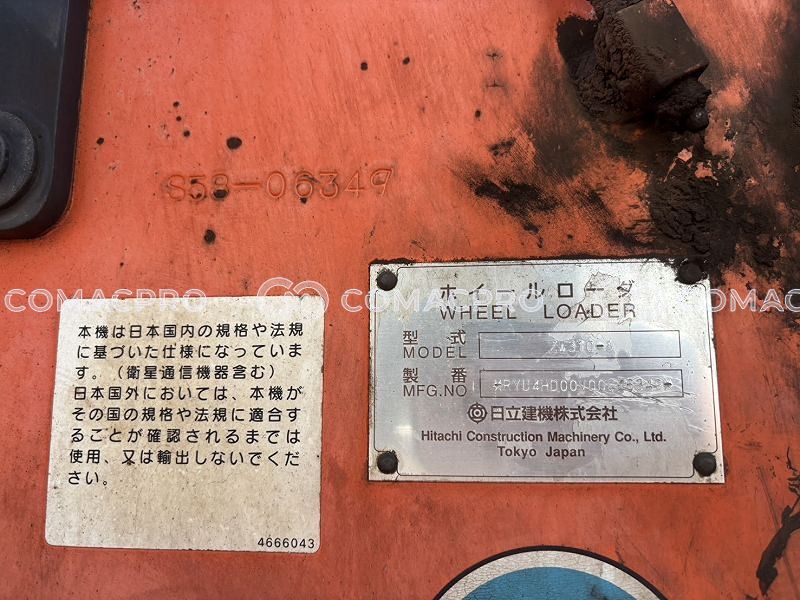 S58-06349
COMACPRO COMACPRO COMACPRO COMAC
本機は日本国内の規格や法規
に基づいた仕様になっていま
す。(衛星通信機器含む)
日本国外においては、本機が
その国の規格や法規に適合す
ることが確認されるまでは
使用、又は輸出しないでくだ
さい。
4666043
ホイールローダ
WHEEL LOADER
型式
MODEL
製番
MFG.NO
日立建機株式会社
Hitachi Construction Machinery Co., Ltd.
Tokyo Japan